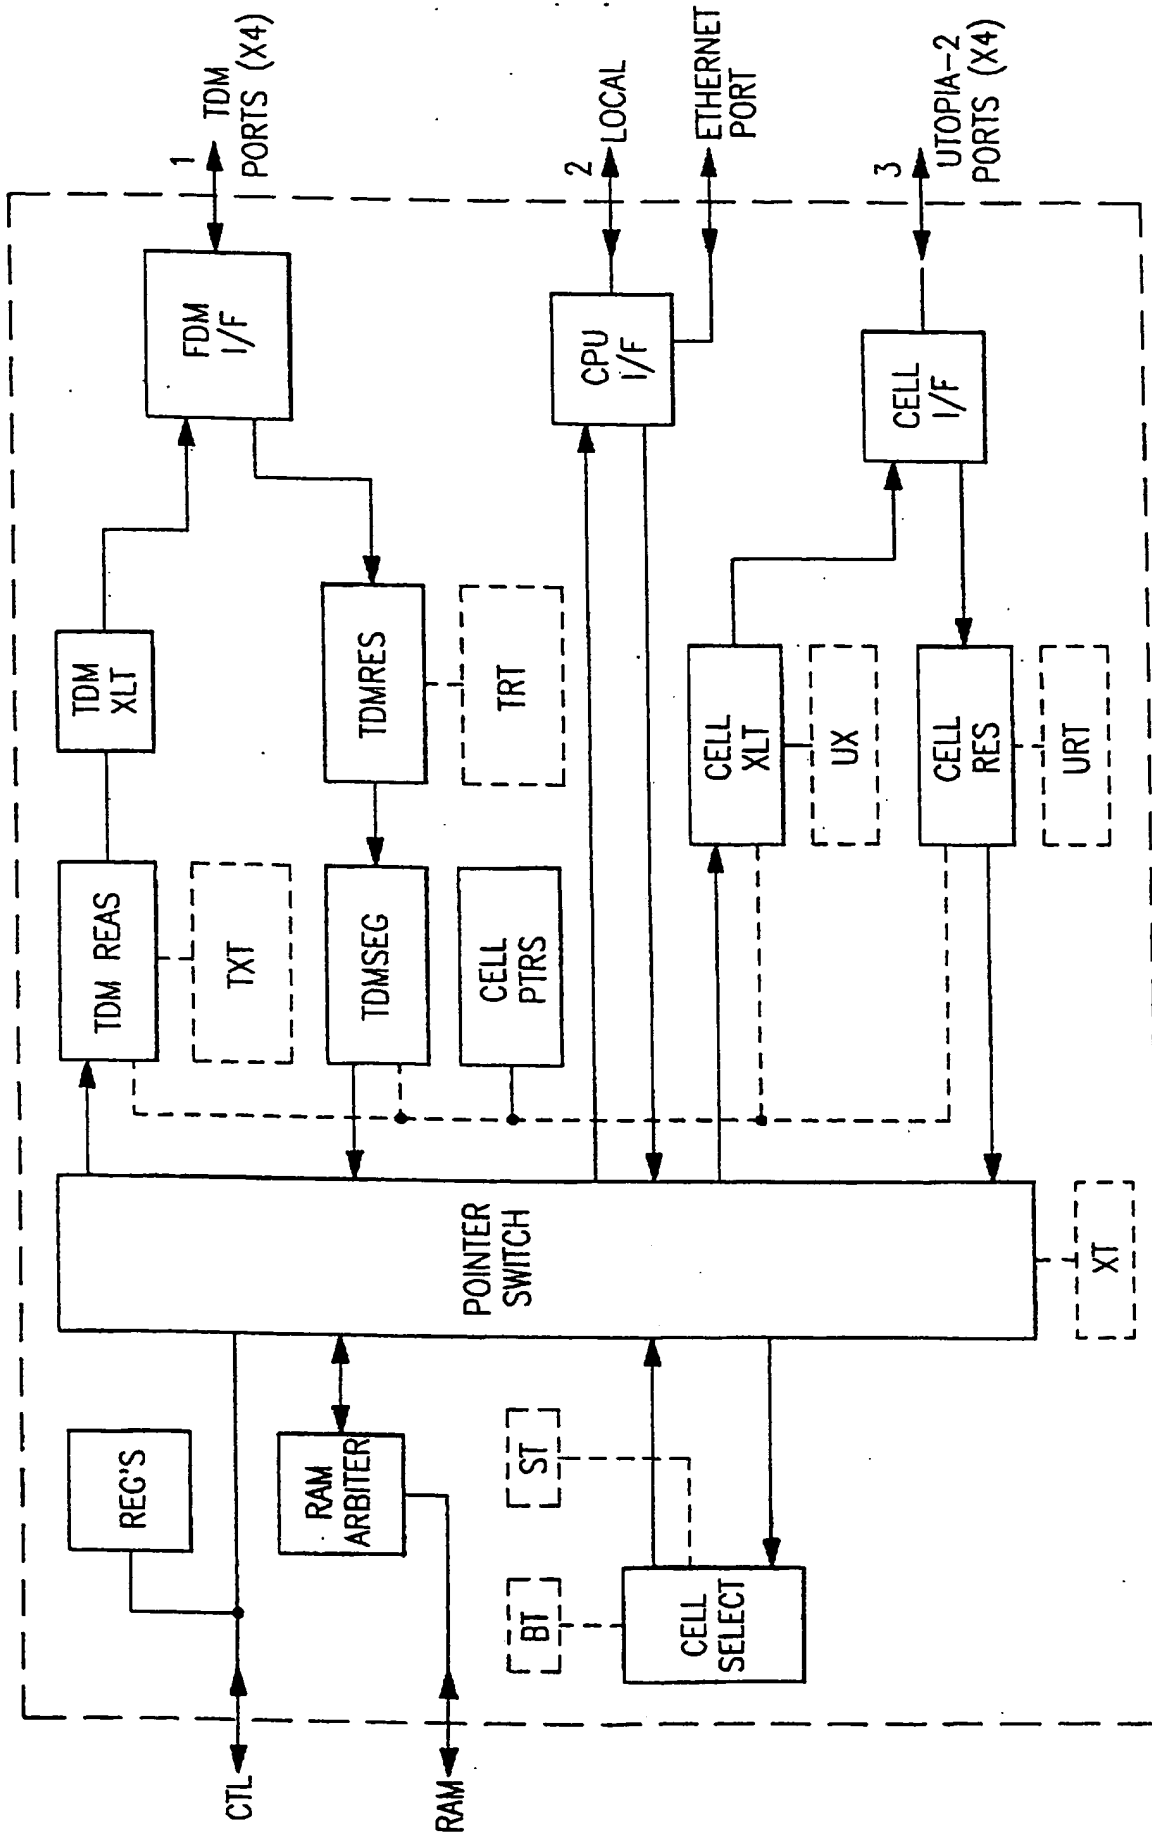 1
TDM
PORTS (X4)
2
LOCAL
ETHERNET
PORT
3
UTOPIA-2
PORTS (X4)
FDM
I/F
CPU
I/F
CELL
I/F
TDM
XLT
TDMRES
TRT
CELL
XLT
UX
CELL
RES
URT
TDM REAS
TXT
TDMSEG
CELL
PTRS
POINTER
SWITCH
XT
REG'S
RAM
ARBITER
ST
BT
CELL
SELECT
CTL
RAM